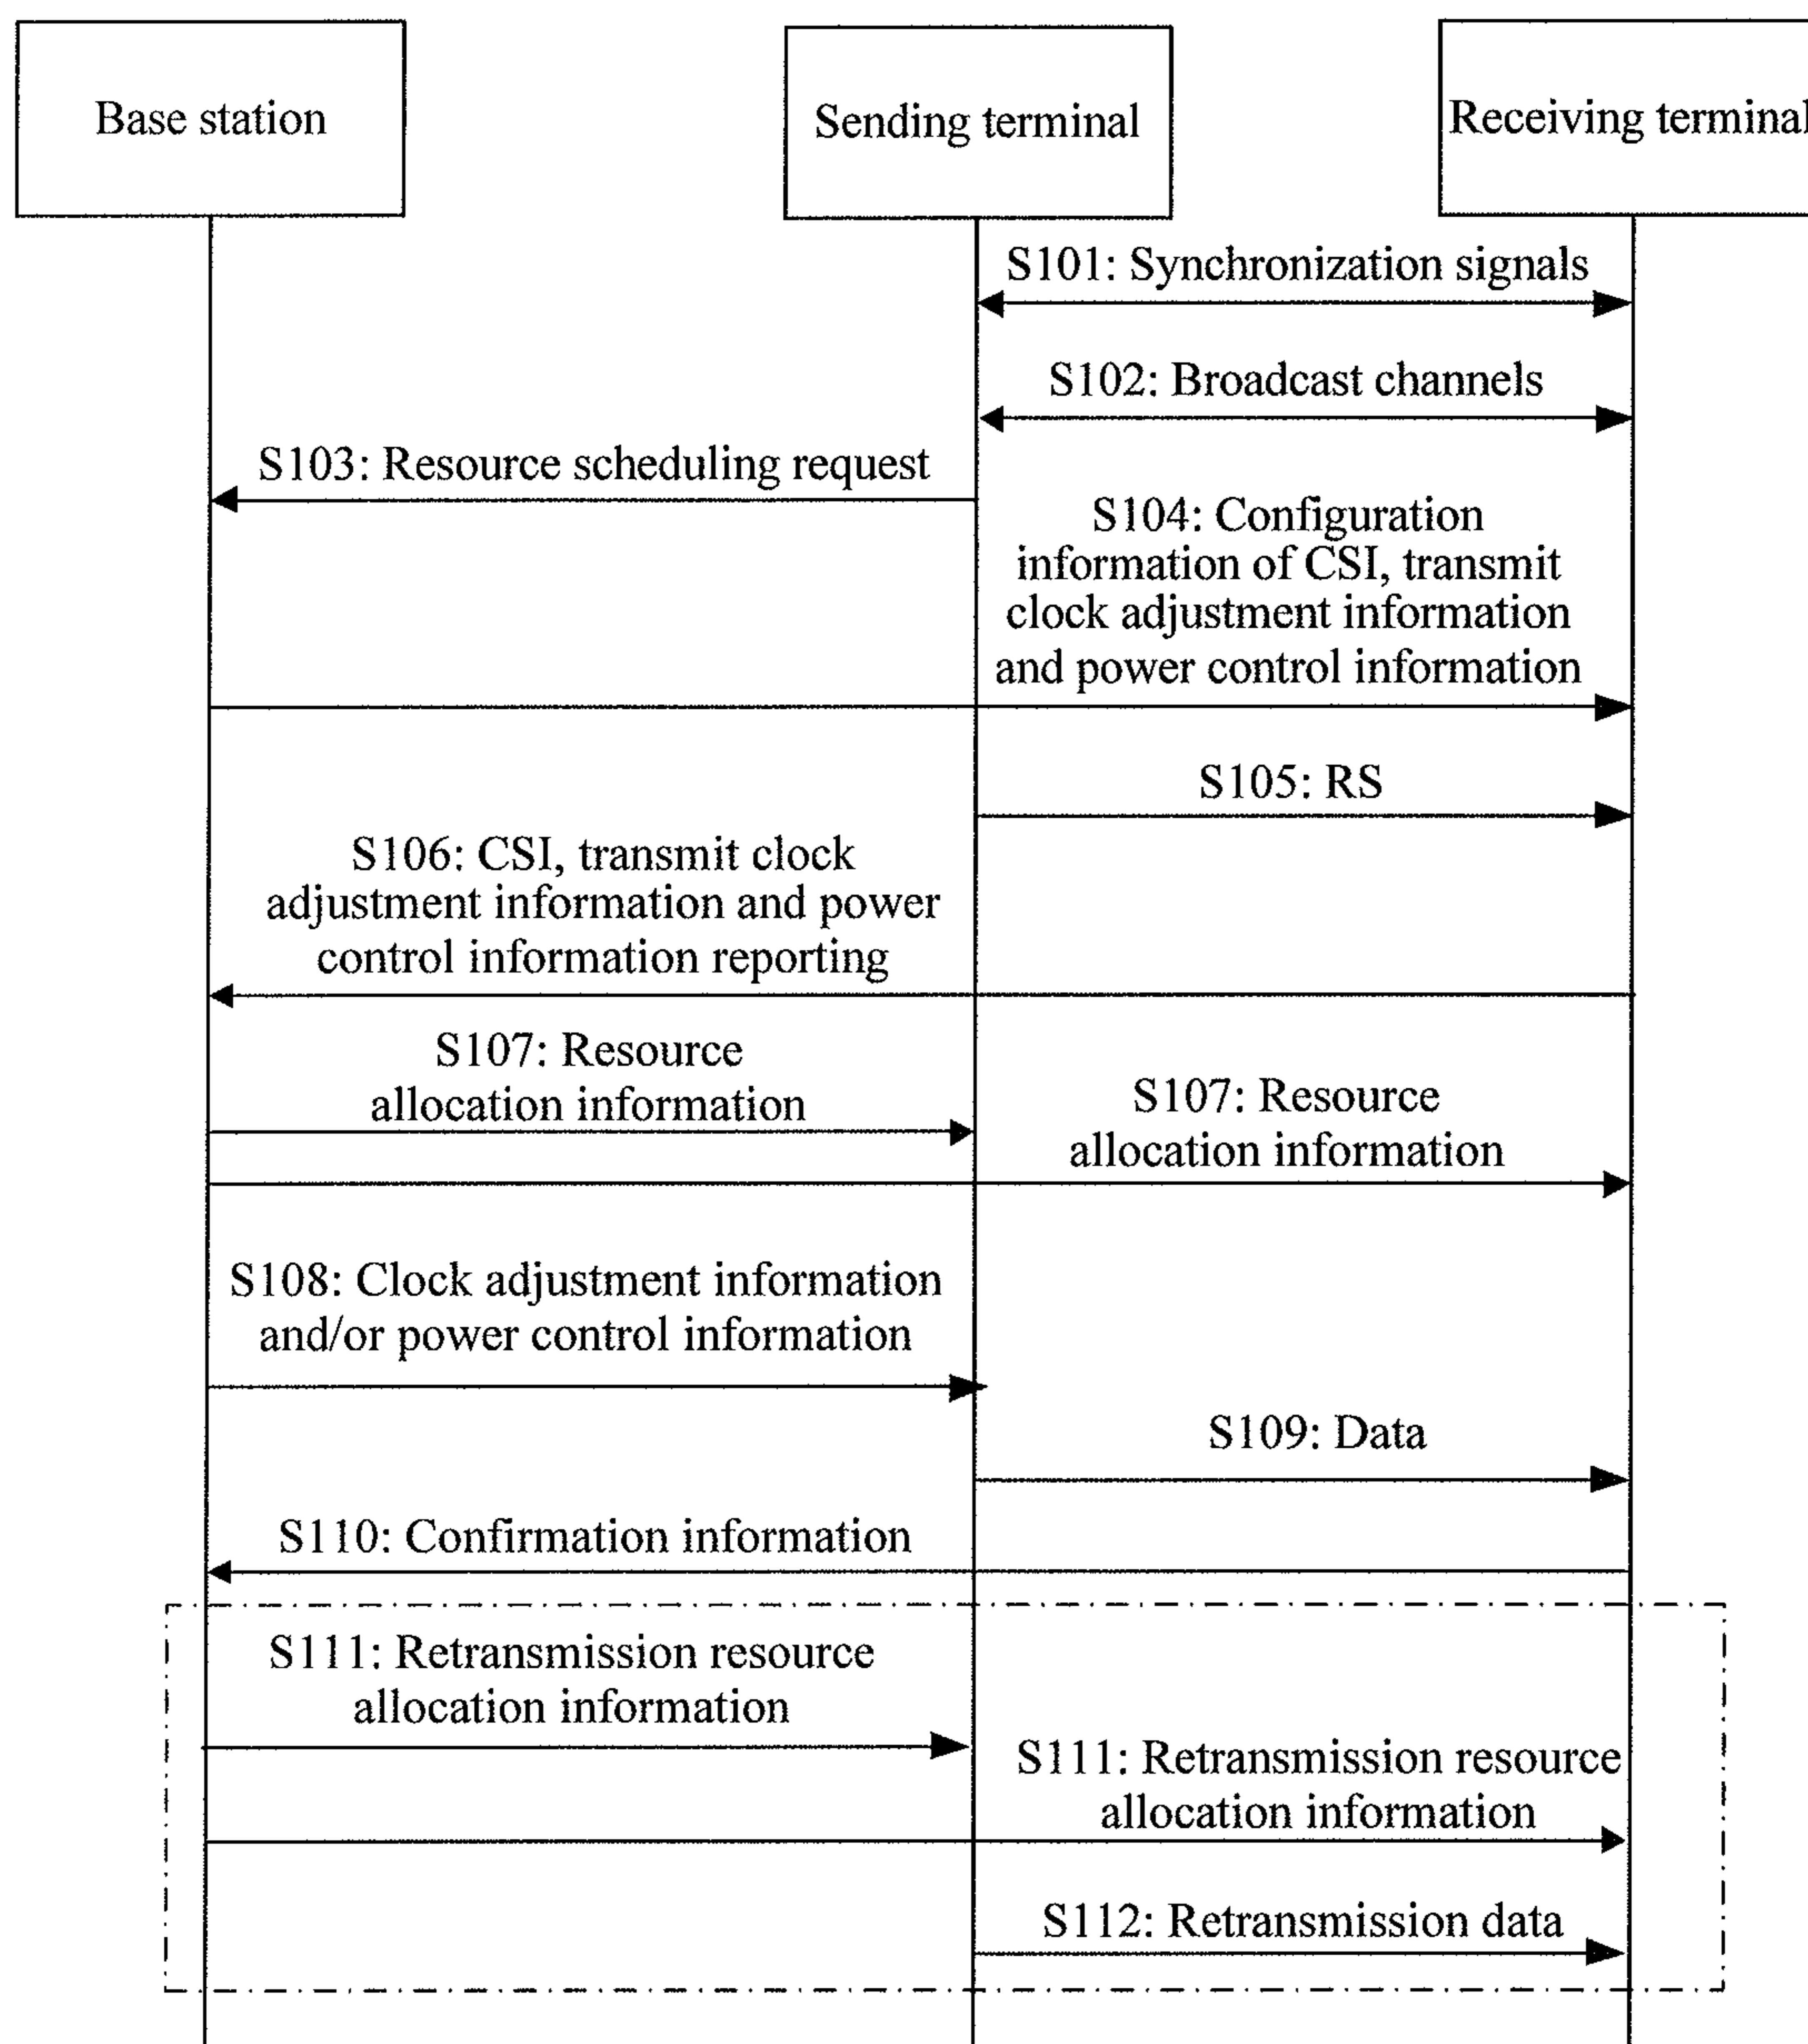 Base station
Sending terminal
Receiving terminal
S101: Synchronization signals
S102: Broadcast channels
S103: Resource scheduling request
S104: Configuration
information of CSI, transmit
clock adjustment information
and power control information
S105: RS
S106: CSI, transmit clock
adjustment information and power
control information reporting
S107: Resource
allocation information
S107: Resource
allocation information
S108: Clock adjustment information
and/or power control information
S109: Data
S110: Confirmation information
S111: Retransmission resource
allocation information
S111: Retransmission resource
allocation information
S112: Retransmission data